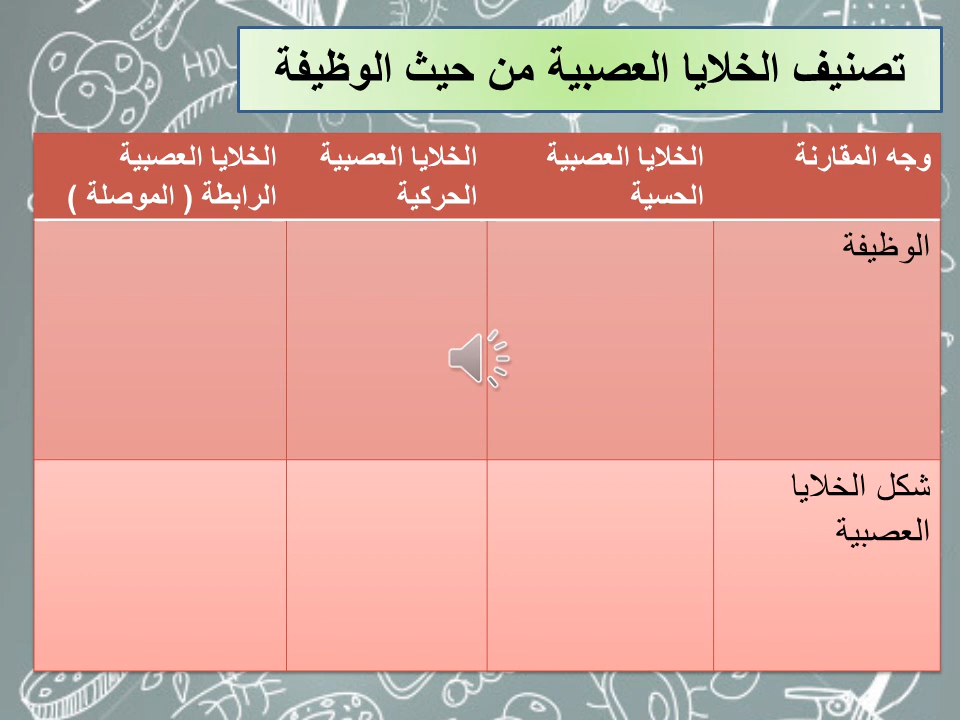 تصنيف الخلايا العصبية من حيث الوظيفة
HDL
وجه المقارنة
الخلايا العصبية
الحسية
الخلايا العصبية
الحركية
الخلايا العصبية
الرابطة ( الموصلة )
الوظيفة
شكل الخلايا
العصبية